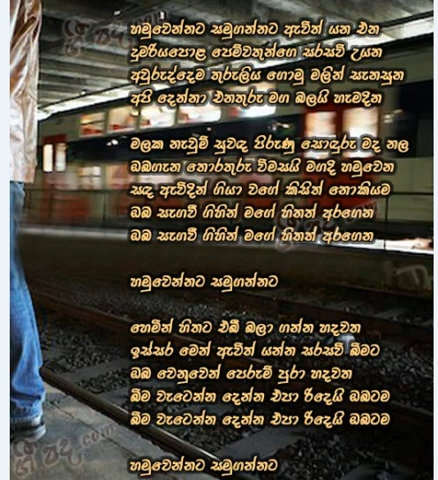 හමුවෙන්නට සමුගන්නට ඇවිත් යන එන
දුම්රියපොළ පෙම්වතුන්ගෙ සරසවි උයන
අවුරුද්දෙම තුරුලිය ගොමු මලින් සැනසුන
අපි දෙන්නා එනතුරු මග බලයි හැමදින
මලක නැවුම් සුවඳ පිරුණු සොඳුරු මද නල
ඔබගැන තොරතුරු විමසයි මගදි හමුවෙන
සඳ ඇවිදින් ගියා වගේ කිසිත් නොකියම
ඔබ සැඟවී ගිහින් මගේ හිතත් අරගෙන
ඔබ සැඟවී ගිහින් මගේ හිතත් අරගෙන
හමුවෙන්නට සමුගන්නට
හෙමින් හිතට එබී බලා ගන්න හදවත
ඉස්සර මෙන් ඇවිත් යන්න සරසවි බිමට
ඔබ වෙනුවෙන් පෙරුම් පුරා හදවත
බිම වැටෙන්න දෙන්න එපා රිදෙයි ඔබටම
බිම වැටෙන්න දෙන්න එපා රිදෙයි ඔබටම
හමුවෙන්නට සමුගන්නට